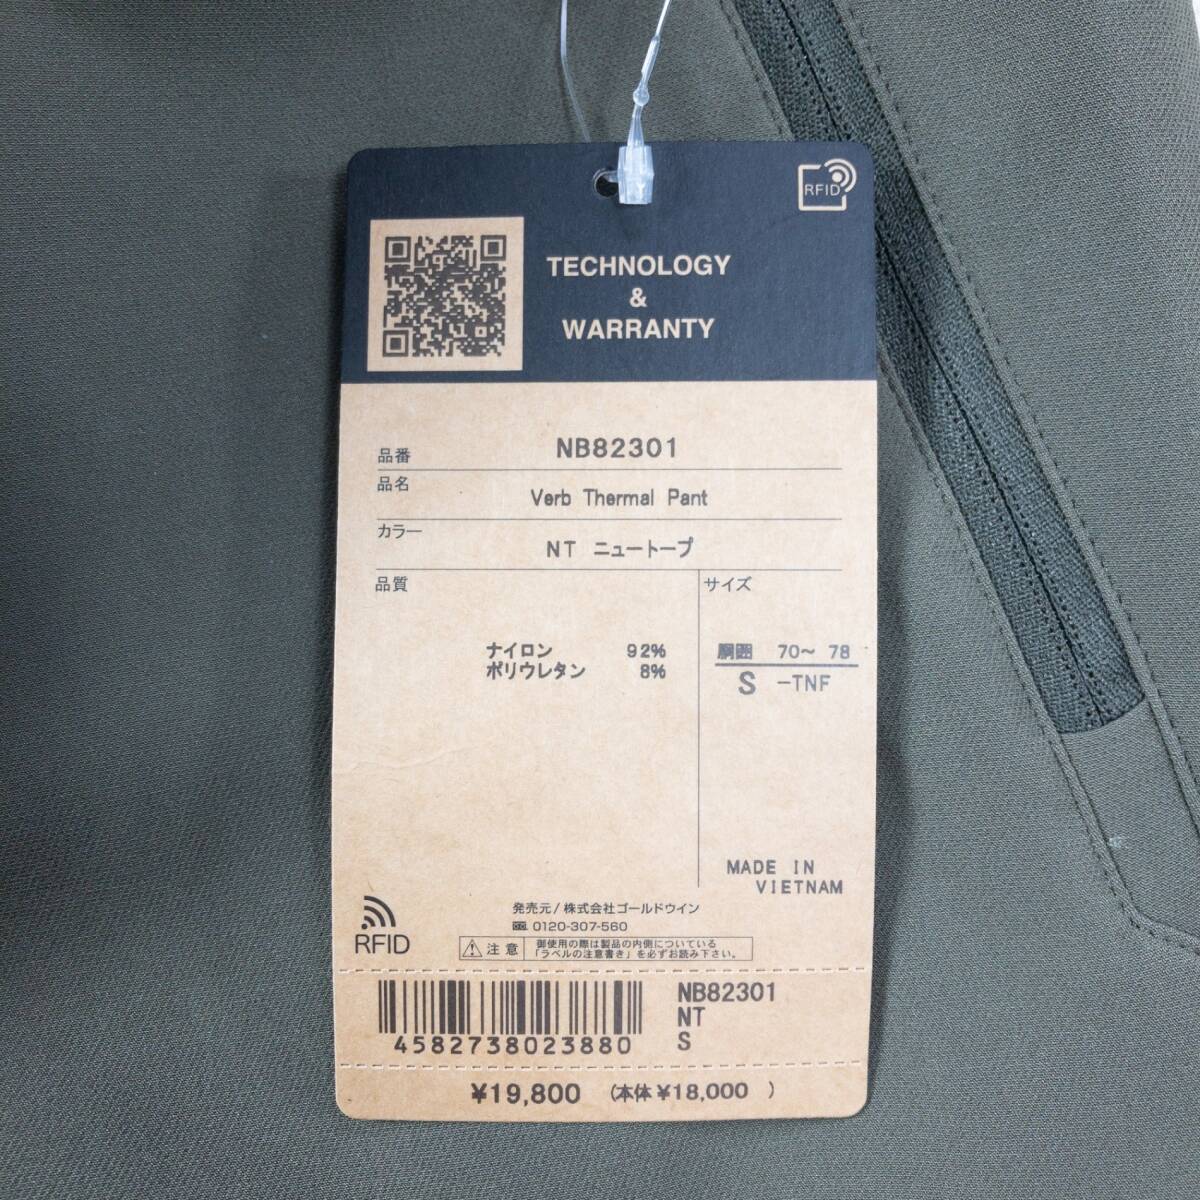 RFID
TECHNOLOGY
&
WARRANTY
品番 NB82301
品名 Verb Thermal Pant
カラー NT ニュートープ
品質
ナイロン 92%
ポリウレタン 8%
サイズ
胴囲 70～ 78
S -TNF
MADE IN
VIETNAM
RFID
発売元/株式会社ゴールドウイン
0120-307-560
注意
御使用の際は製品の内側についている
「ラベルの注意書き」を必ずお読み下さい。
4582738023880
NB82301
NT
S
¥19,800 (本体 ¥18,000 )